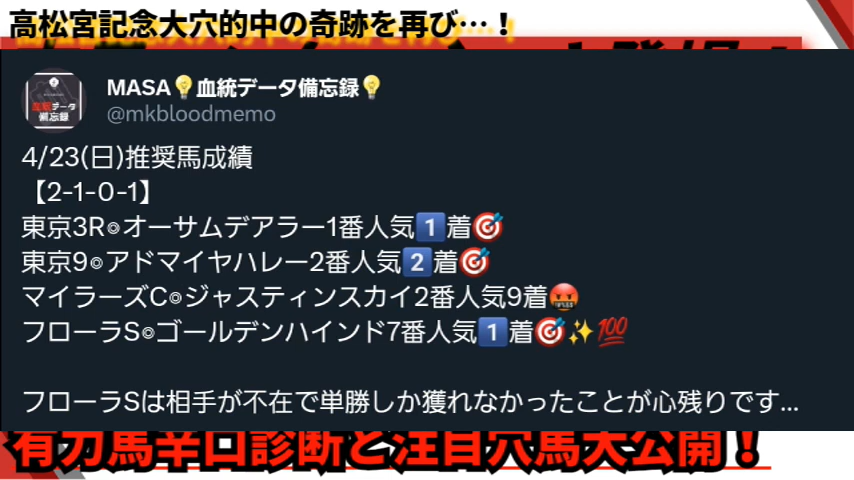 高松宮記念大穴的中の奇跡を再び…！
MASA💡血統データ備忘録💡
@mkbloodmemo
4/23(日)推奨馬成績
【2-1-0-1】
東京3R◎オーサムデアラー1番人気1️⃣着🎯
東京9◎アドマイヤハレー2番人気2️⃣着🎯
マイラーズC◎ジャスティンスカイ2番人気9着🤬
フローラS◎ゴールデンハインド7番人気1️⃣着🎯✨💯
フローラSは相手が不在で単勝しか獲れなかったことが心残りです...
有力馬辛口診断と注目穴馬大公開！